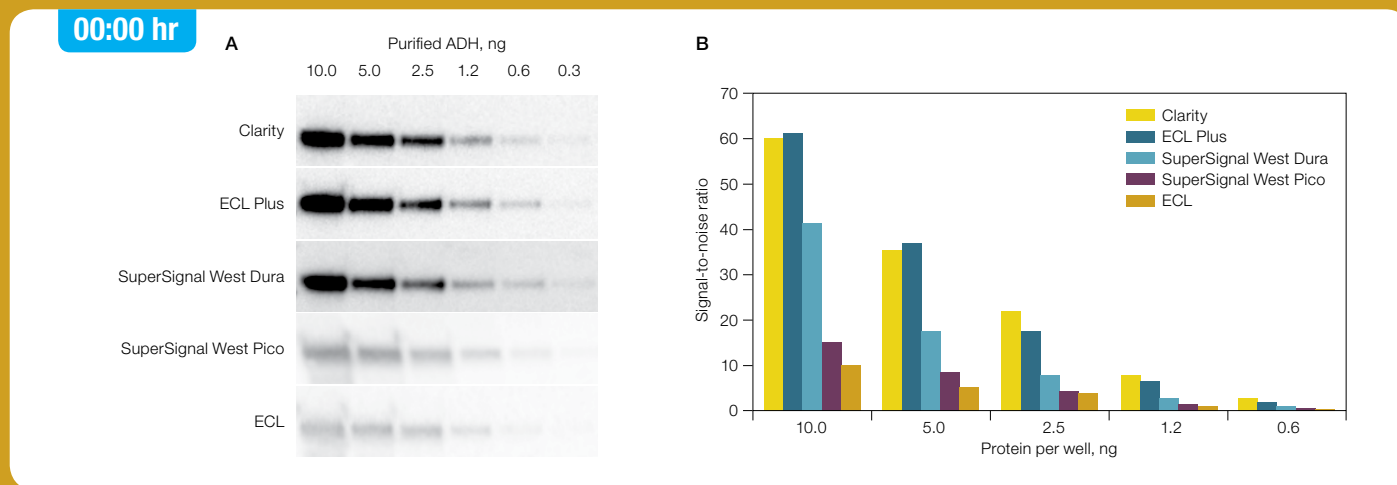 00:00 hr
A
Purified ADH, ng
10.0 5.0 2.5 1.2 0.6 0.3
Clarity
ECL Plus
SuperSignal West Dura
SuperSignal West Pico
ECL
B
Signal-to-noise ratio
70
60
50
40
30
20
10
0
Clarity
ECL Plus
SuperSignal West Dura
SuperSignal West Pico
ECL
10.0 5.0 2.5 1.2 0.6
Protein per well, ng